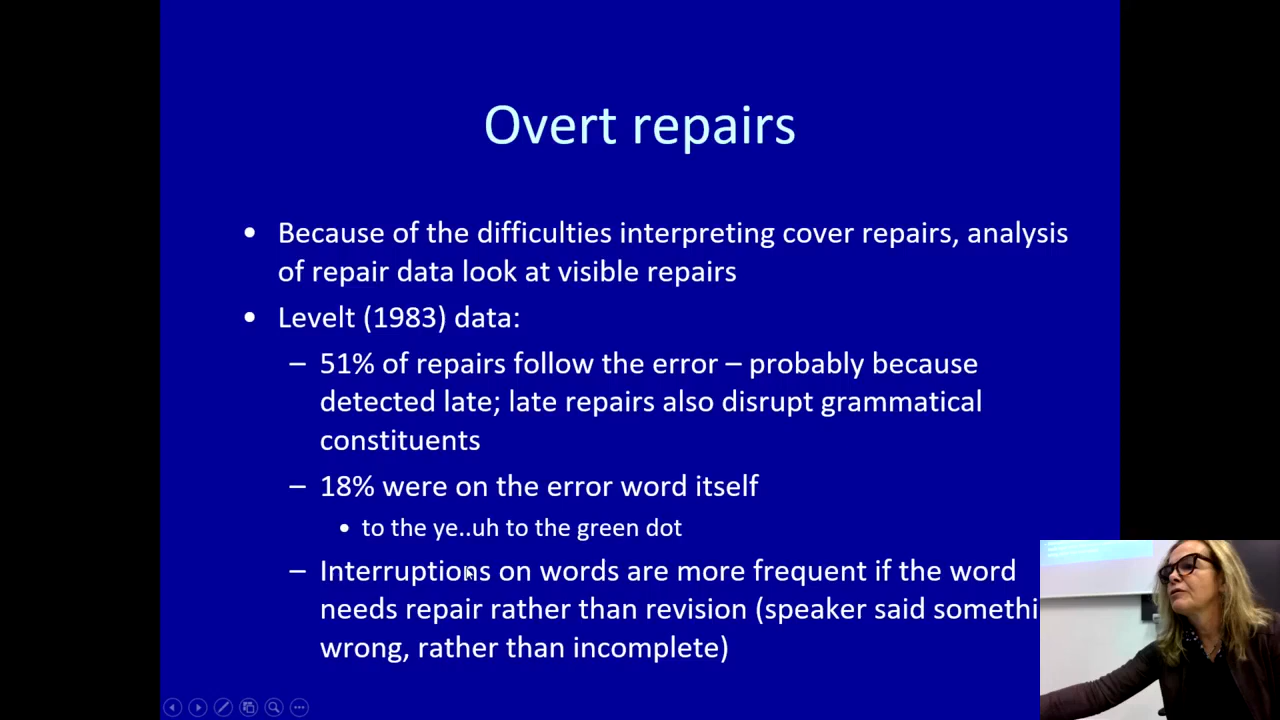 Overt repairs
• Because of the difficulties interpreting cover repairs, analysis
of repair data look at visible repairs
• Levelt (1983) data:
– 51% of repairs follow the error – probably because
detected late; late repairs also disrupt grammatical
constituents
– 18% were on the error word itself
• to the ye..uh to the green dot
– Interruptions on words are more frequent if the word
needs repair rather than revision (speaker said somethi
wrong, rather than incomplete)